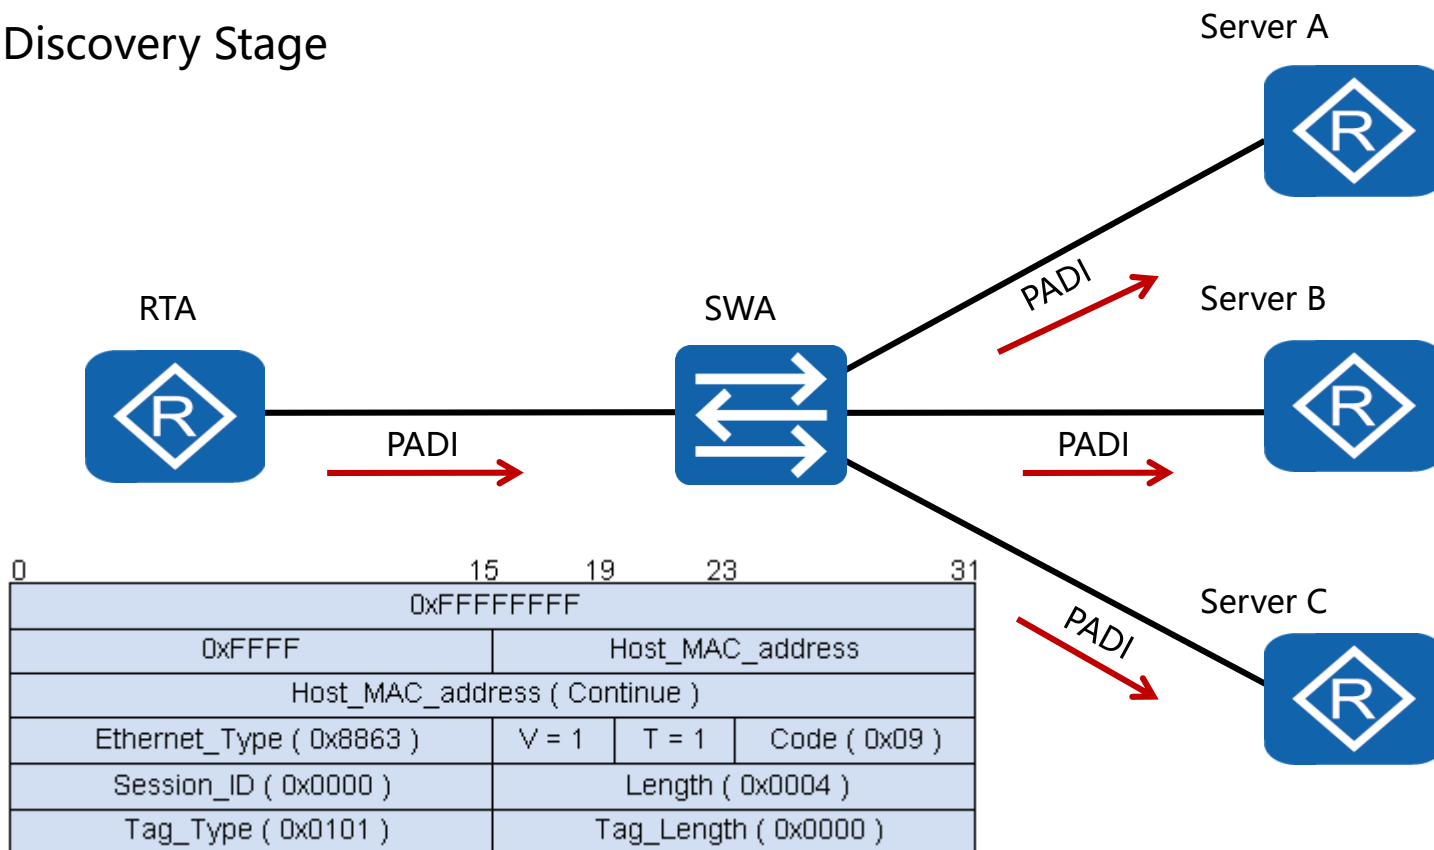 Discovery Stage
Server A
PADI
RTA
SWA
Server B
PADI
PADI
Server C
PADI
0 15 19 23 31
0xFFFFFFFF
0xFFFF Host_MAC_address
Host_MAC_address ( Continue )
Ethernet_Type ( 0x8863 ) V = 1 T = 1 Code ( 0x09 )
Session_ID ( 0x0000 ) Length ( 0x0004 )
Tag_Type ( 0x0101 ) Tag_Length ( 0x0000 )
R
R
R
R